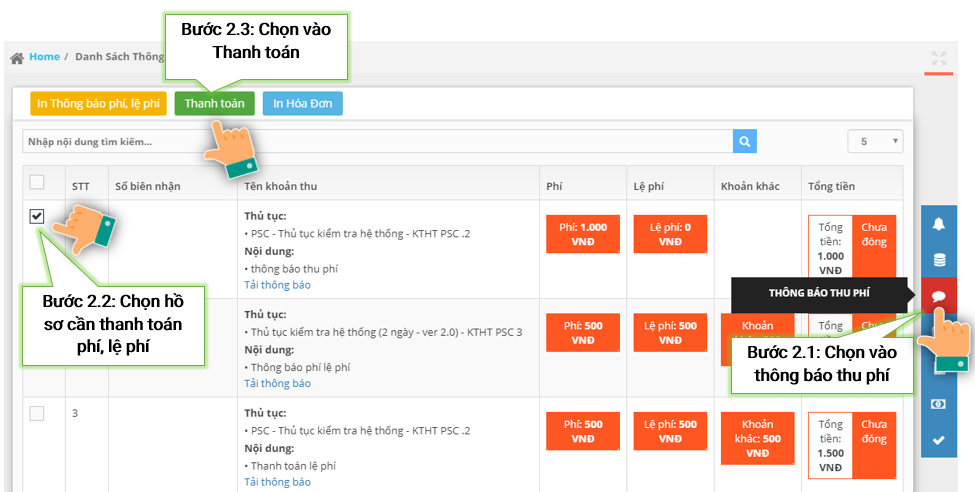 Bước 2.3: Chọn vào
Thanh toán
Home / Danh Sách Thông
In Thông báo phí, lệ phí
Thanh toán
In Hóa Đơn
Nhập nội dung tìm kiếm...
5
STT
Số biên nhận
Tên khoản thu
Phí
Lệ phí
Khoản khác
Tổng tiền
Thủ tục:
• PSC - Thủ tục kiểm tra hệ thống - KTHT PSC .2
Nội dung:
• thông báo thu phí
Tải thông báo
Phí: 1.000
VNĐ
Lệ phí: 0
VNĐ
Tổng
tiền:
1.000
VNĐ
Chưa
đóng
THÔNG BÁO THU PHÍ
Bước 2.2: Chọn hồ
sơ cần thanh toán
phí, lệ phí
Thủ tục:
• Thủ tục kiểm tra hệ thống (2 ngày - ver 2.0) - KTHT PSC 3
Nội dung:
• Thông báo phí lệ phí
Tải thông báo
Phí: 500
VNĐ
Lệ phí: 500
VNĐ
Khoản
Tổng
Bước 2.1: Chọn vào
thông báo thu phí
3
Thủ tục:
• PSC - Thủ tục kiểm tra hệ thống - KTHT PSC .2
Nội dung:
• Thanh toán lệ phí
Tải thông báo
Phí: 500
VNĐ
Lệ phí: 500
VNĐ
Khoản
khác: 500
VNĐ
Tổng
tiền:
1.500
VNĐ
Chưa
đóng